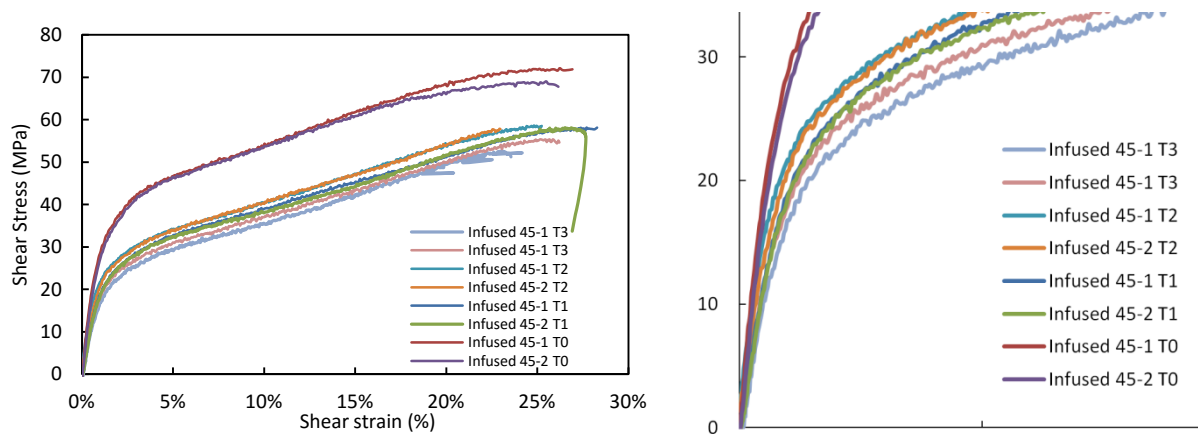 Shear Stress (MPa)
80
70
60
50
40
30
20
10
0
0%
5%
10%
15%
20%
25%
30%
Shear strain (%)
Infused 45-1 T3
Infused 45-1 T3
Infused 45-1 T2
Infused 45-2 T2
Infused 45-1 T1
Infused 45-2 T1
Infused 45-1 T0
Infused 45-2 T0
30
20
10
0
Infused 45-1 T3
Infused 45-1 T3
Infused 45-1 T2
Infused 45-2 T2
Infused 45-1 T1
Infused 45-2 T1
Infused 45-1 T0
Infused 45-2 T0